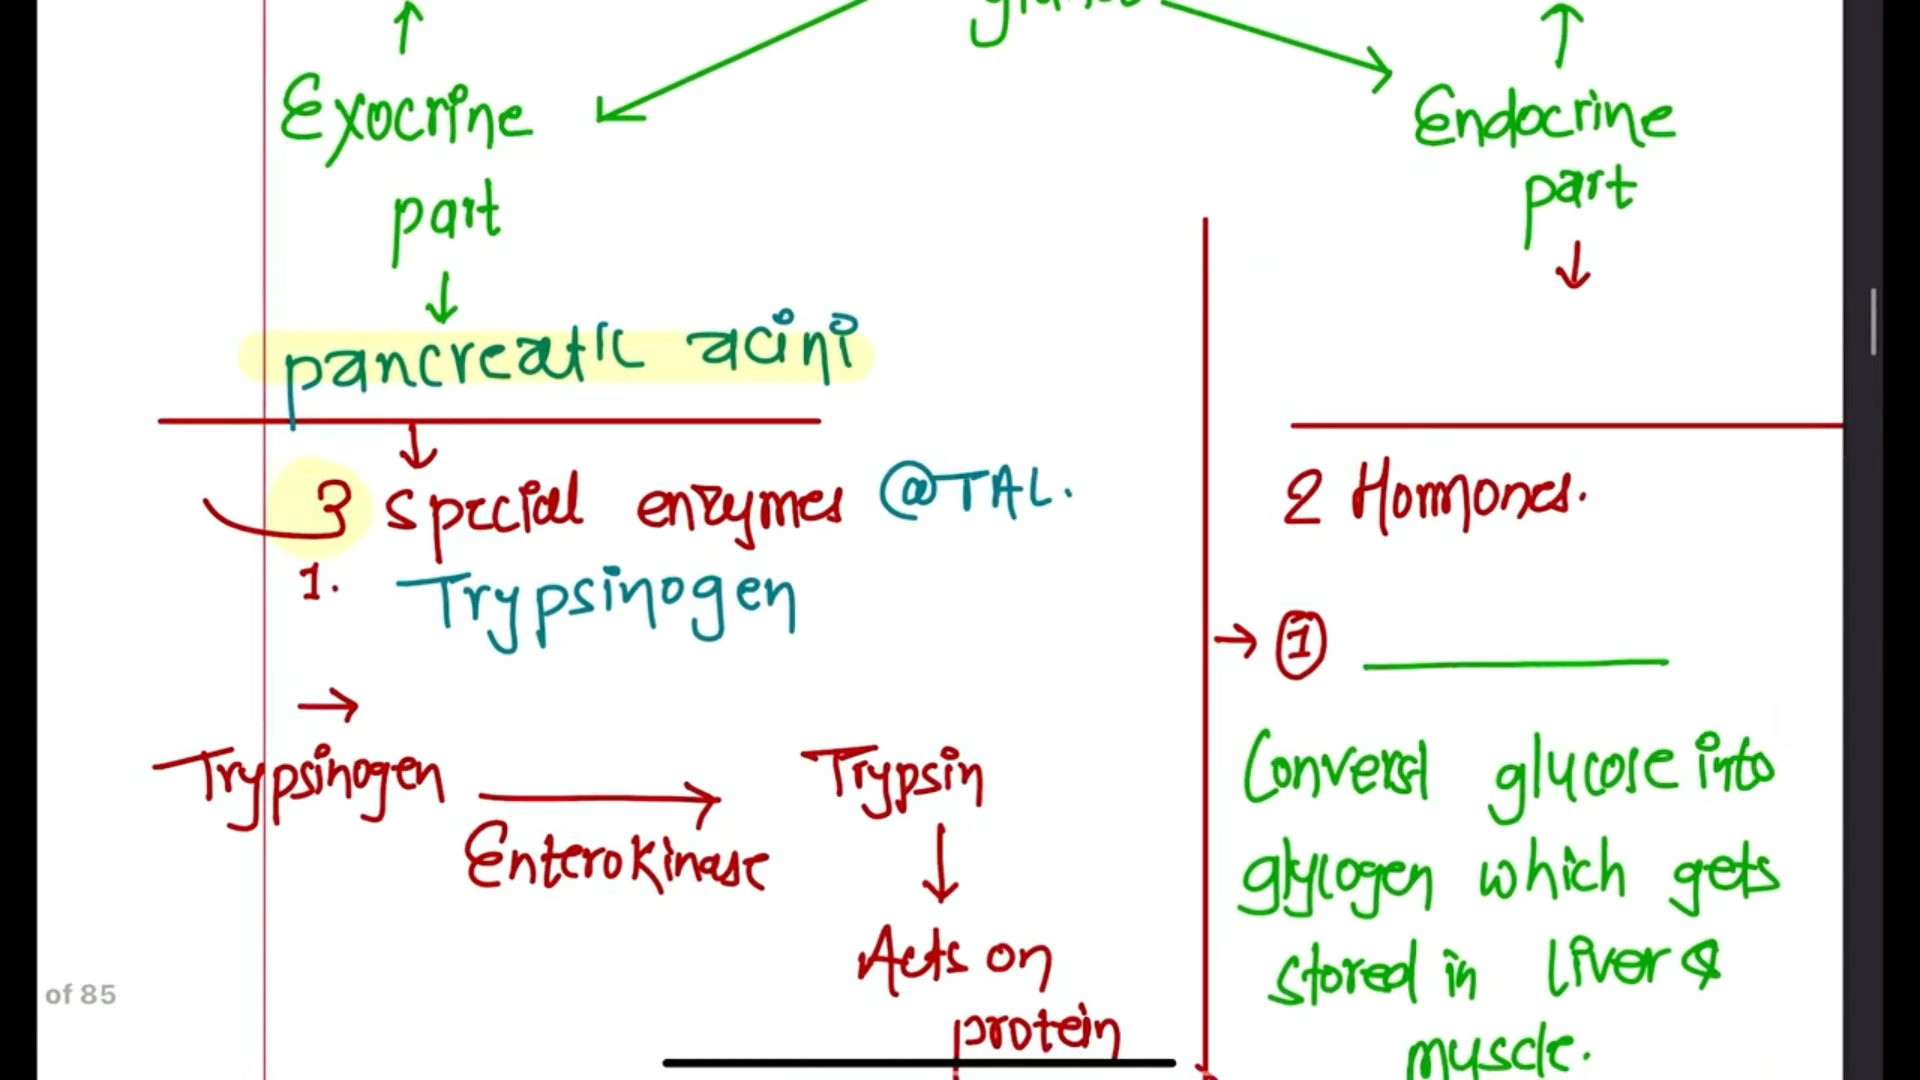 Exocrine
part
pancreatic acini
3 special enzymes @TAL.
1. Trypsinogen
Trypsinogen
Enterokinase
Trypsin
Acts on
protein
Endocrine
part
2 Hormones.
1
glucose into
glycogen which gets
stored in liver &
muscle.
of 85